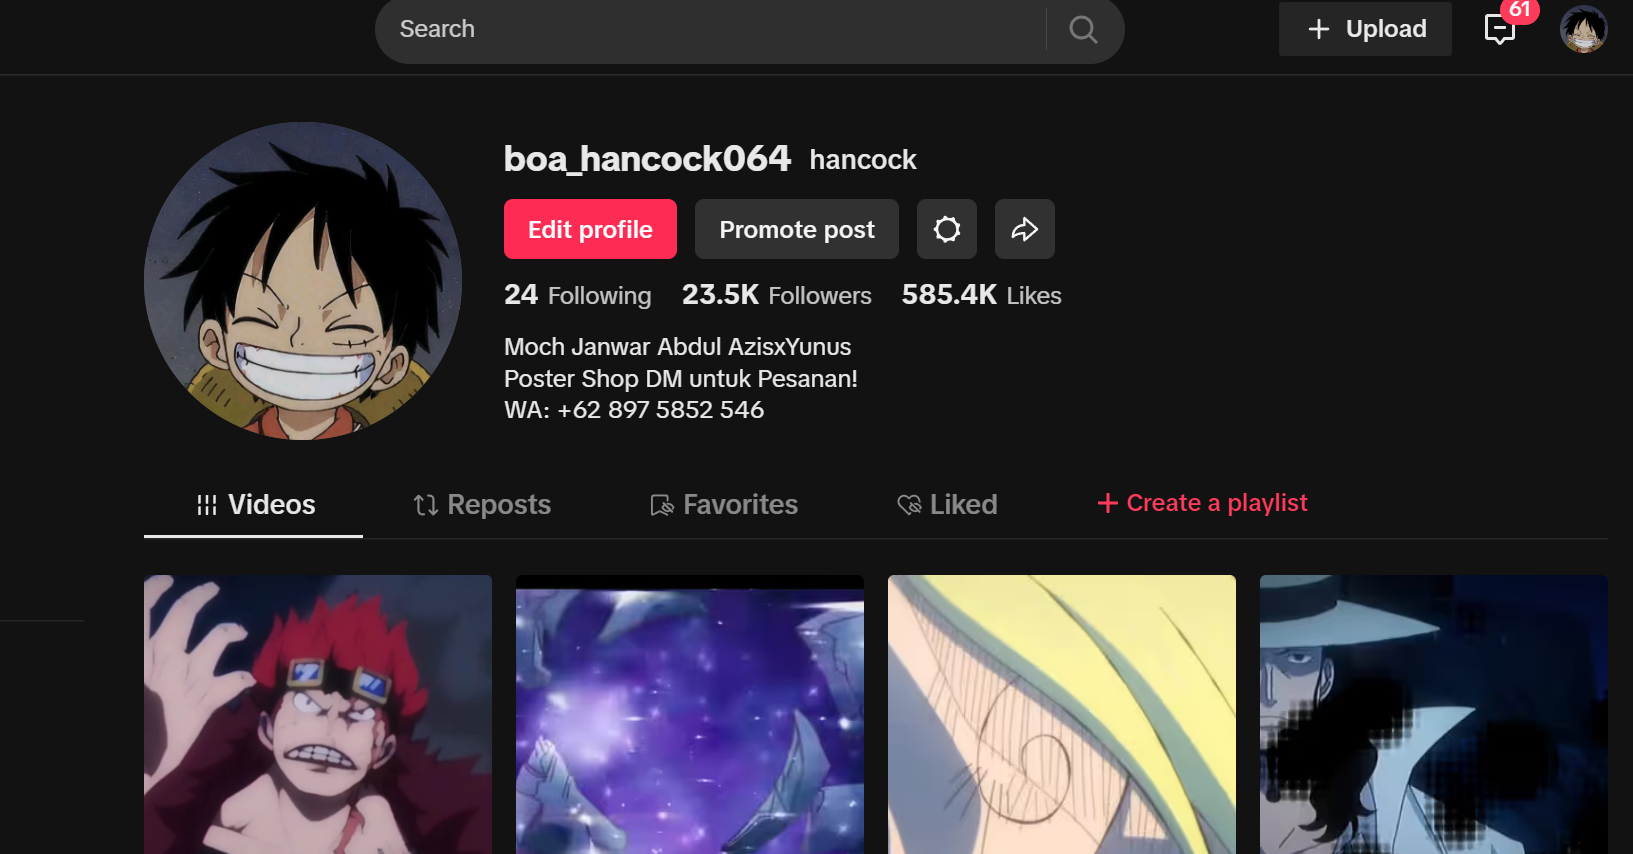 Search
Upload
61
boa_hancock064 hancock
Edit profile
Promote post
24 Following 23.5K Followers 585.4K Likes
Moch Janwar Abdul AzisxYunus
Poster Shop DM untuk Pesanan!
WA: +62 897 5852 546
Videos
Reposts
Favorites
Liked
Create a playlist